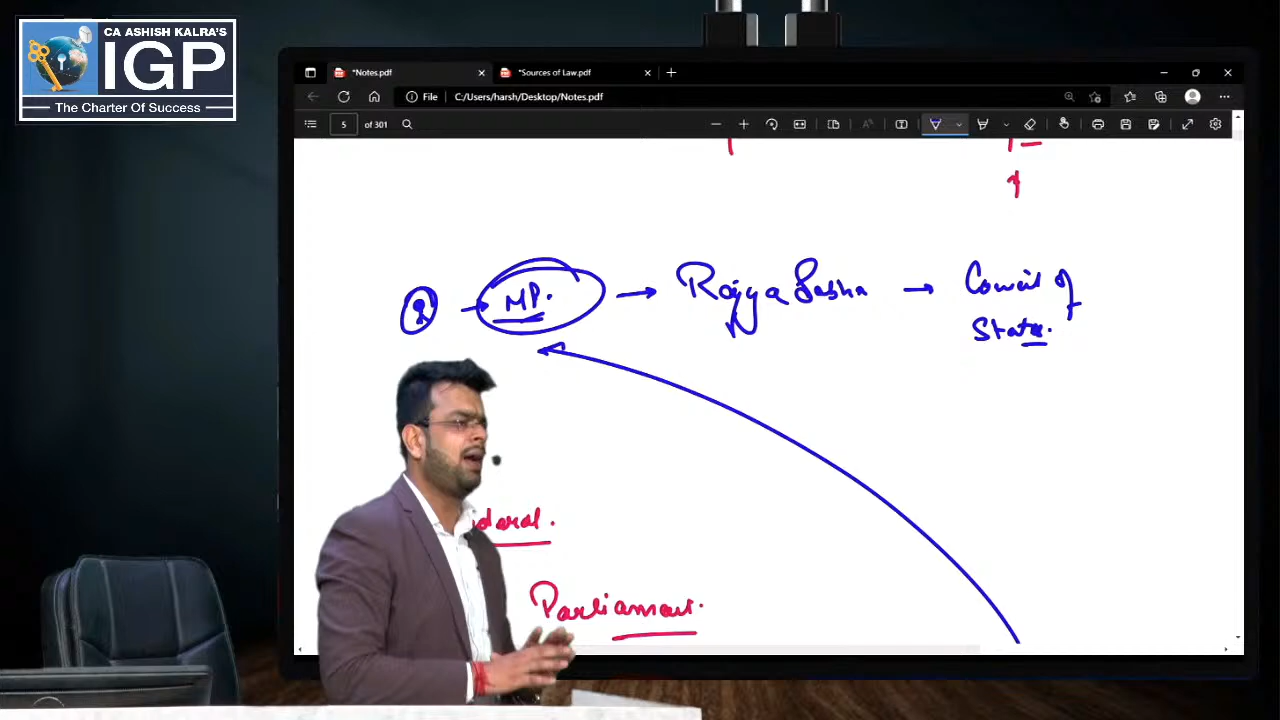 CA ASHISH KALRA'S
IGP
The Charter Of Success
*Notes.pdf
*Sources of Law.pdf
File
C:/Users/harsh/Desktop/Notes.pdf
5 of 301
MP. → Rajya Sabha → Council of
States.
Parliament.